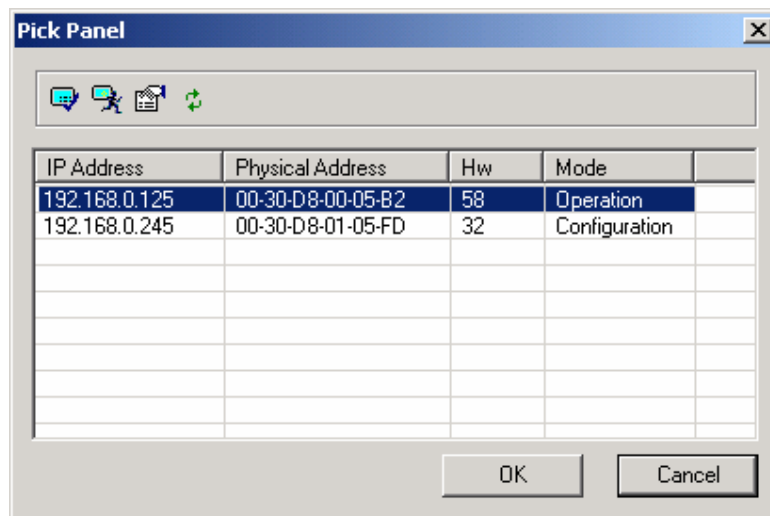 Pick Panel
IP Address Physical Address Hw Mode
192.168.0.125 00-30-D8-00-05-B2 58 Operation
192.168.0.245 00-30-D8-01-05-FD 32 Configuration
OK Cancel